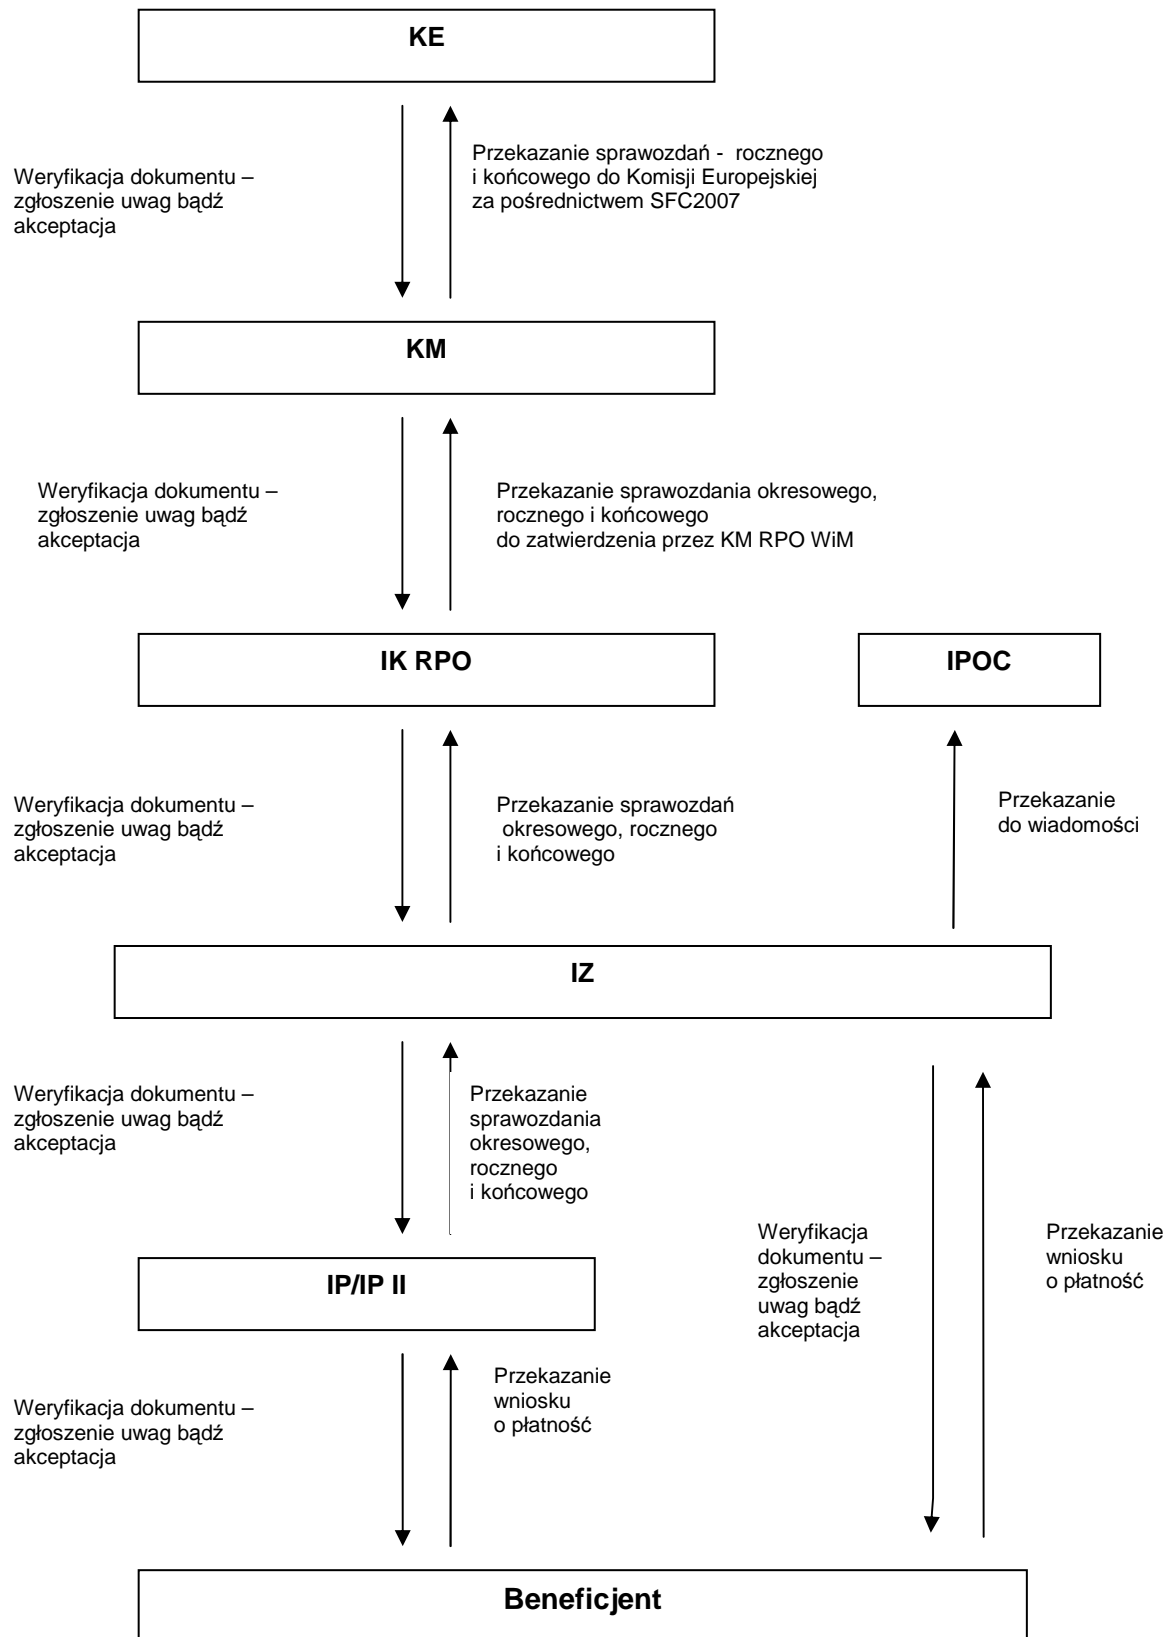 KE
Weryfikacja dokumentu –
zgłoszenie uwag bądź
akceptacja
Przekazanie sprawozdań - rocznego
i końcowego do Komisji Europejskiej
za pośrednictwem SFC2007
KM
Weryfikacja dokumentu –
zgłoszenie uwag bądź
akceptacja
Przekazanie sprawozdania okresowego,
rocznego i końcowego
do zatwierdzenia przez KM RPO WiM
IK RPO
IPOC
Weryfikacja dokumentu –
zgłoszenie uwag bądź
akceptacja
Przekazanie sprawozdań
okresowego, rocznego
i końcowego
Przekazanie
do wiadomości
IZ
Weryfikacja dokumentu –
zgłoszenie uwag bądź
akceptacja
Przekazanie
sprawozdania
okresowego,
rocznego
i końcowego
Weryfikacja
dokumentu –
zgłoszenie
uwag bądź
akceptacja
Przekazanie
wniosku
o płatność
IP/IP II
Weryfikacja dokumentu –
zgłoszenie uwag bądź
akceptacja
Przekazanie
wniosku
o płatność
Beneficjent